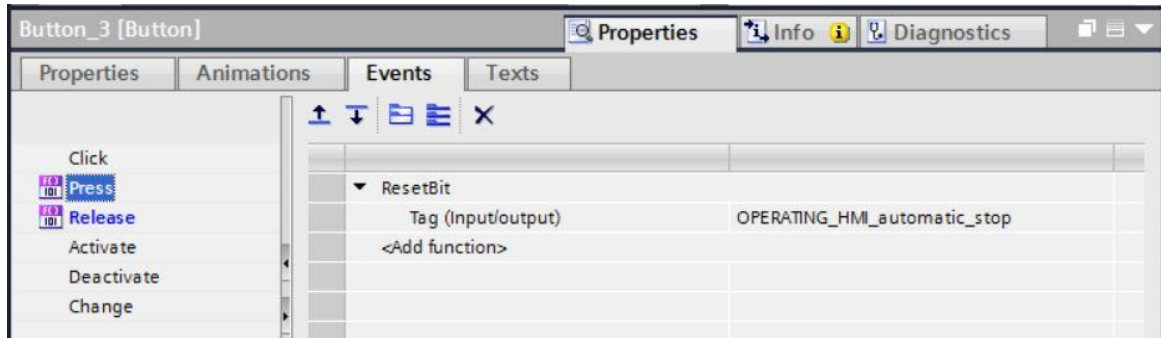 Button_3 [Button]
Properties
Info
Diagnostics
Properties
Animations
Events
Texts
Click
Press
Release
Activate
Deactivate
Change
ResetBit
Tag (Input/output)
OPERATING_HMI_automatic_stop
<Add function>